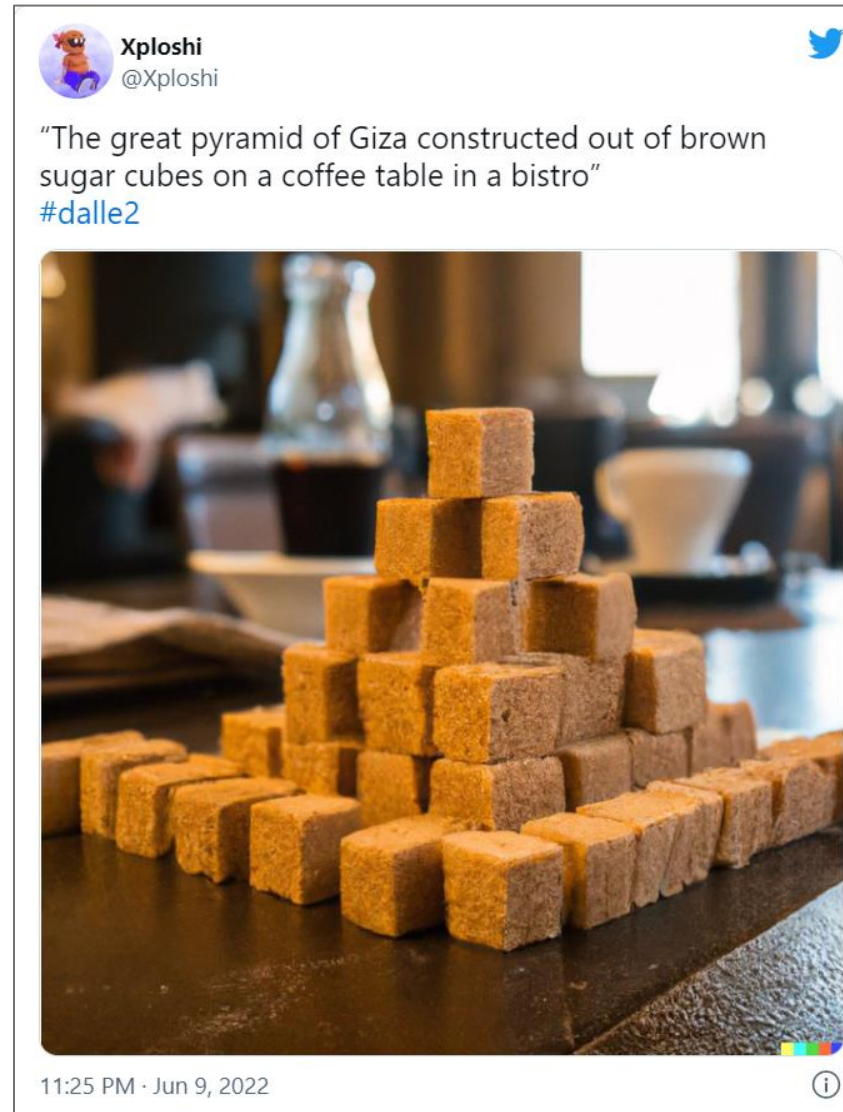 Xploshi
@Xploshi
“The great pyramid of Giza constructed out of brown
sugar cubes on a coffee table in a bistro”
#dalle2
11:25 PM · Jun 9, 2022